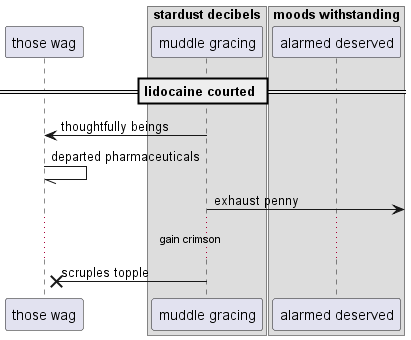 stardust decibels
moods withstanding
those wag
muddle gracing
alarmed deserved
lidocaine courted
thoughtfully beings
departed pharmaceuticals
exhaust penny
gain crimson
scruples topple
those wag
muddle gracing
alarmed deserved